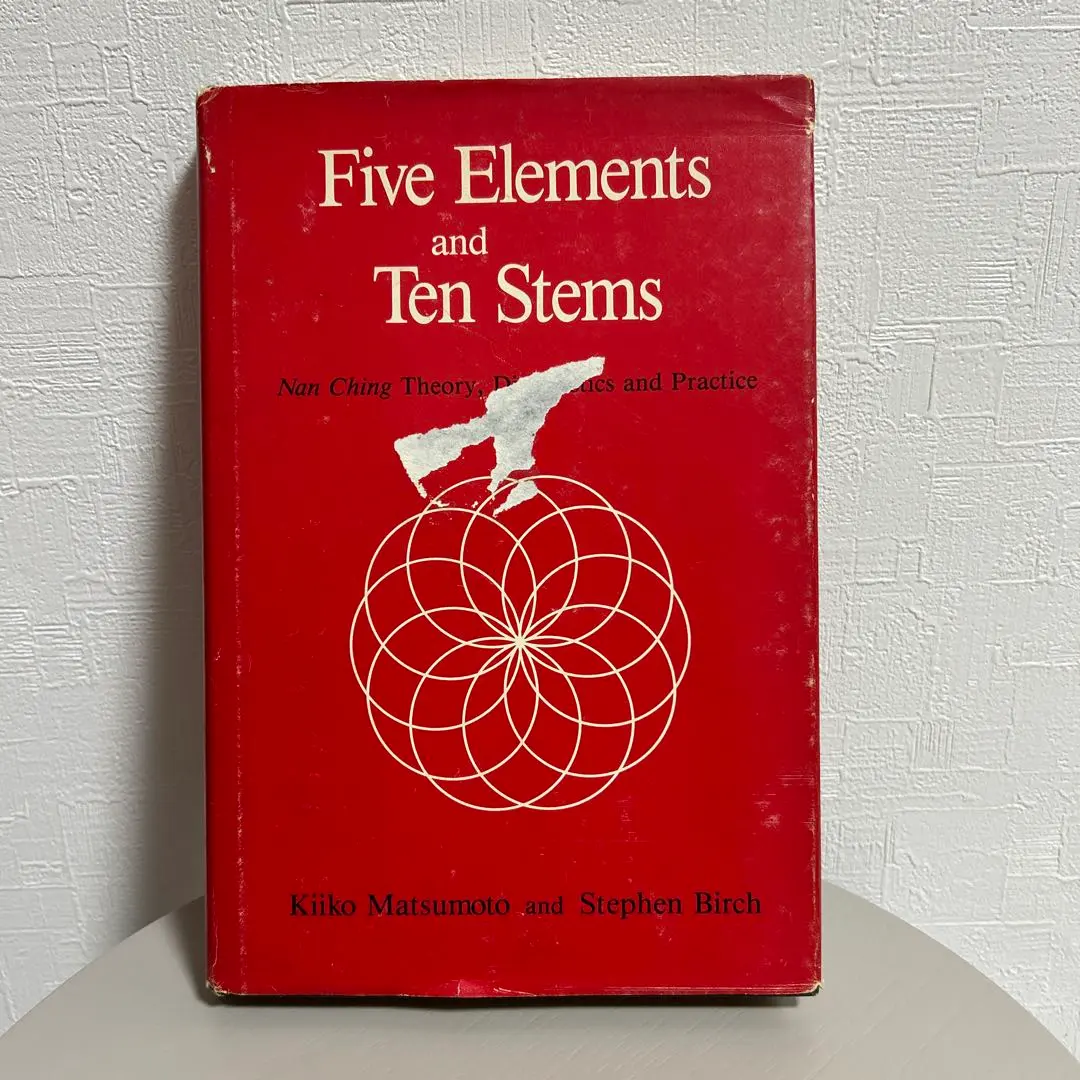 Five Elements
and
Ten Stems
Nan Ching Theory, and Practice
Kiiko Matsumoto and Stephen Birch